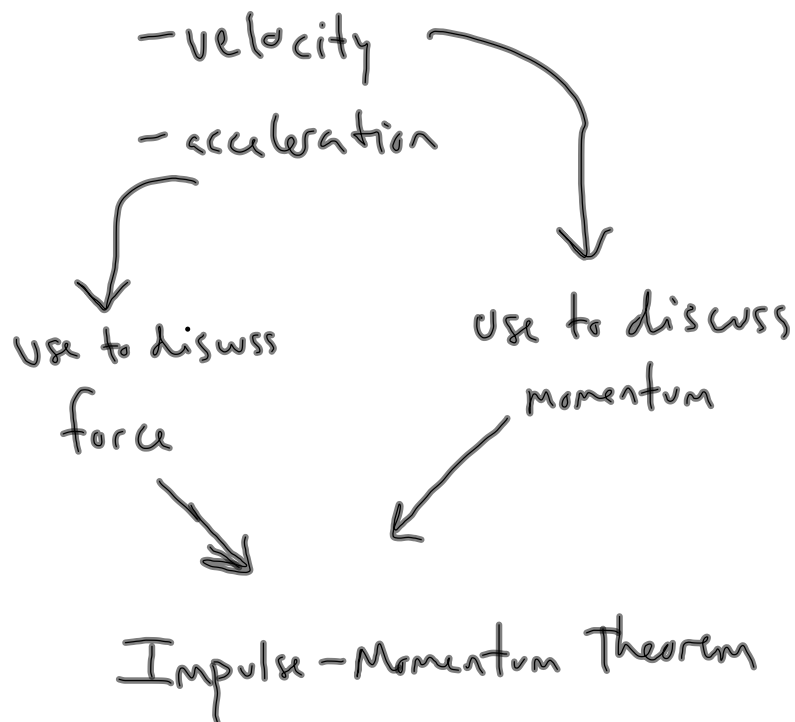 - velocity
- acceleration
use to discuss
force
use to discuss
momentum
Impulse - Momentum Theorem